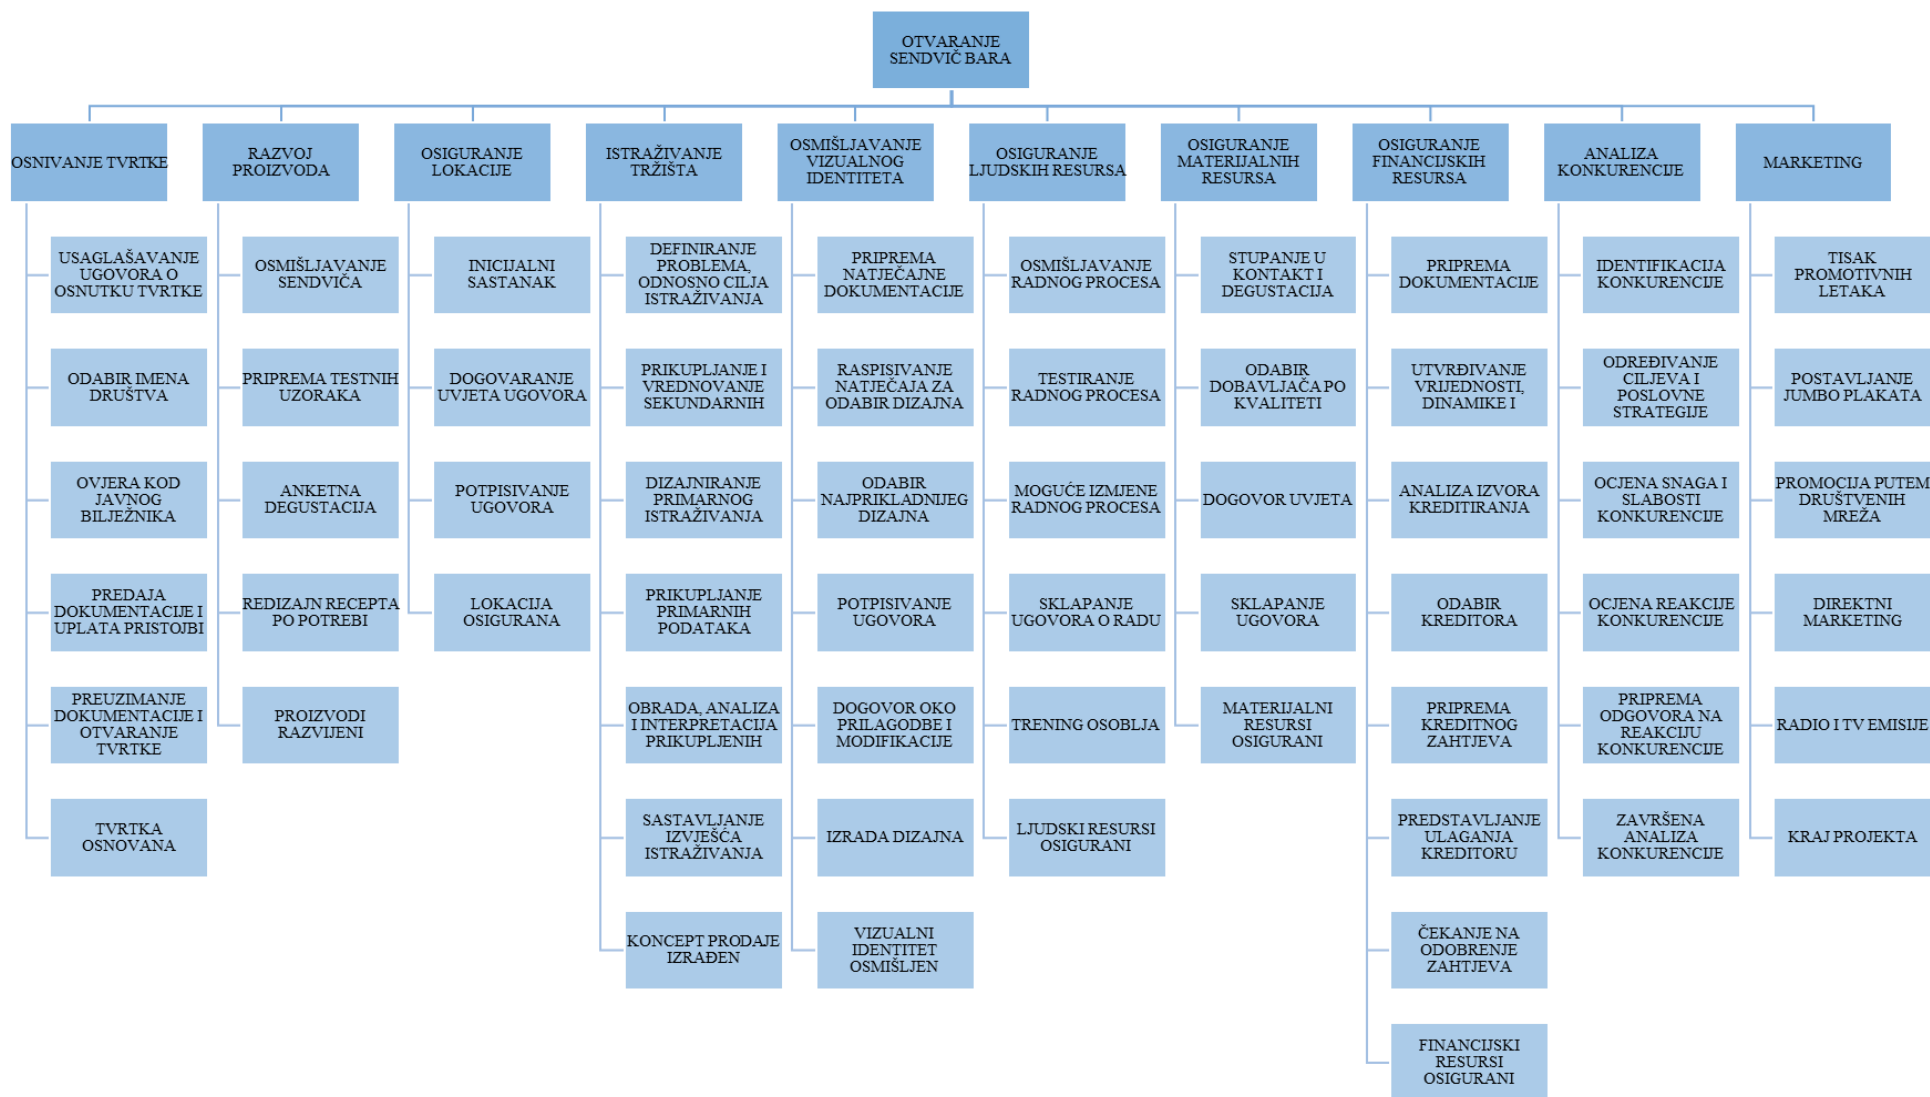 OTVARANJE
SENDVIČ BARA
OSNIVANJE TVRTKE
USAGLAŠAVANJE
UGOVORA O
OSNUTKU TVRTKE
ODABIR IMENA
DRUŠTVA
OVJERA KOD
JAVNOG
BILJEŽNIKA
PREDAJA
DOKUMENTACIJE I
UPLATA PRISTOJBI
PREUZIMANJE
DOKUMENTACIJE I
OTVARANJE
TVRTKE
TVRTKA
OSNOVANA
RAZVOJ
PROIZVODA
OSMIŠLJAVANJE
SENDVIČA
PRIPREMA TESTNIH
UZORAKA
ANKETNA
DEGUSTACIJA
REDIZAJN RECEPTA
PO POTREBI
PROIZVODI
RAZVIJENI
OSIGURANJE
LOKACIJE
INICIJALNI
SASTANAK
DOGOVARANJE
UVJETA UGOVORA
POTPISIVANJE
UGOVORA
LOKACIJA
OSIGURANA
ISTRAŽIVANJE
TRŽIŠTA
DEFINIRANJE
PROBLEMA,
ODNOSNO CILJA
ISTRAŽIVANJA
PRIKUPLJANJE I
VREDNOVANJE
SEKUNDARNIH
DIZAJNIRANJE
PRIMARNOG
ISTRAŽIVANJA
PRIKUPLJANJE
PRIMARNIH
PODATAKA
OBRADA, ANALIZA
I INTERPRETACIJA
PRIKUPLJENIH
SASTAVLJANJE
IZVJEŠĆA
ISTRAŽIVANJA
KONCEPT PRODAJE
IZRAĐEN
OSMIŠLJAVANJE
VIZUALNOG
IDENTITETA
PRIPREMA
NATJEČAJNE
DOKUMENTACIJE
RASPISIVANJE
NATJEČAJA ZA
ODABIR DIZAJNA
ODABIR
NAJPRIKLADNIJEG
DIZAJNA
POTPISIVANJE
UGOVORA
DOGOVOR OKO
PRILAGODBE I
MODIFIKACIJE
IZRADA DIZAJNA
VIZUALNI
IDENTITET
OSMIŠLJEN
OSIGURANJE
LJUDSKIH RESURSA
OSMIŠLJAVANJE
RADNOG PROCESA
TESTIRANJE
RADNOG PROCESA
MOGUĆE IZMJENE
RADNOG PROCESA
SKLAPANJE
UGOVORA O RADU
TRENING OSOBLJA
LJUDSKI RESURSI
OSIGURANI
OSIGURANJE
MATERIJALNIH
RESURSA
STUPANJE U
KONTAKT I
DEGUSTACIJA
ODABIR
DOBAVLJAČA PO
KVALITETI
DOGOVOR UVJETA
SKLAPANJE
UGOVORA
MATERIJALNI
RESURSI
OSIGURANI
OSIGURANJE
FINANCIJSKIH
RESURSA
PRIPREMA
DOKUMENTACIJE
UTVRĐIVANJE
VRIJEDNOSTI,
DINAMIKE I
ANALIZA IZVORA
KREDITIRANJA
ODABIR
KREDITORA
PRIPREMA
KREDITNOG
ZAHTJEVA
PREDSTAVLJANJE
ULAGANJA
KREDITORU
ČEKANJE NA
ODOBRENJE
ZAHTJEVA
FINANCIJSKI
RESURSI
OSIGURANI
ANALIZA
KONKURENCIJE
IDENTIFIKACIJA
KONKURENCIJE
ODREĐIVANJE
CILJEVA I
POSLOVNE
STRATEGIJE
OCJENA SNAGA I
SLABOSTI
KONKURENCIJE
OCJENA REAKCIJE
KONKURENCIJE
PRIPREMA
ODGOVORA NA
REAKCIJU
KONKURENCIJE
ZAVRŠENA
ANALIZA
KONKURENCIJE
MARKETING
TISAK
PROMOTIVNIH
LETAKA
POSTAVLJANJE
JUMBO PLAKATA
PROMOCIJA PUTEM
DRUŠTVENIH
MREŽA
DIREKTNI
MARKETING
RADIO I TV EMISIJE
KRAJ PROJEKTA